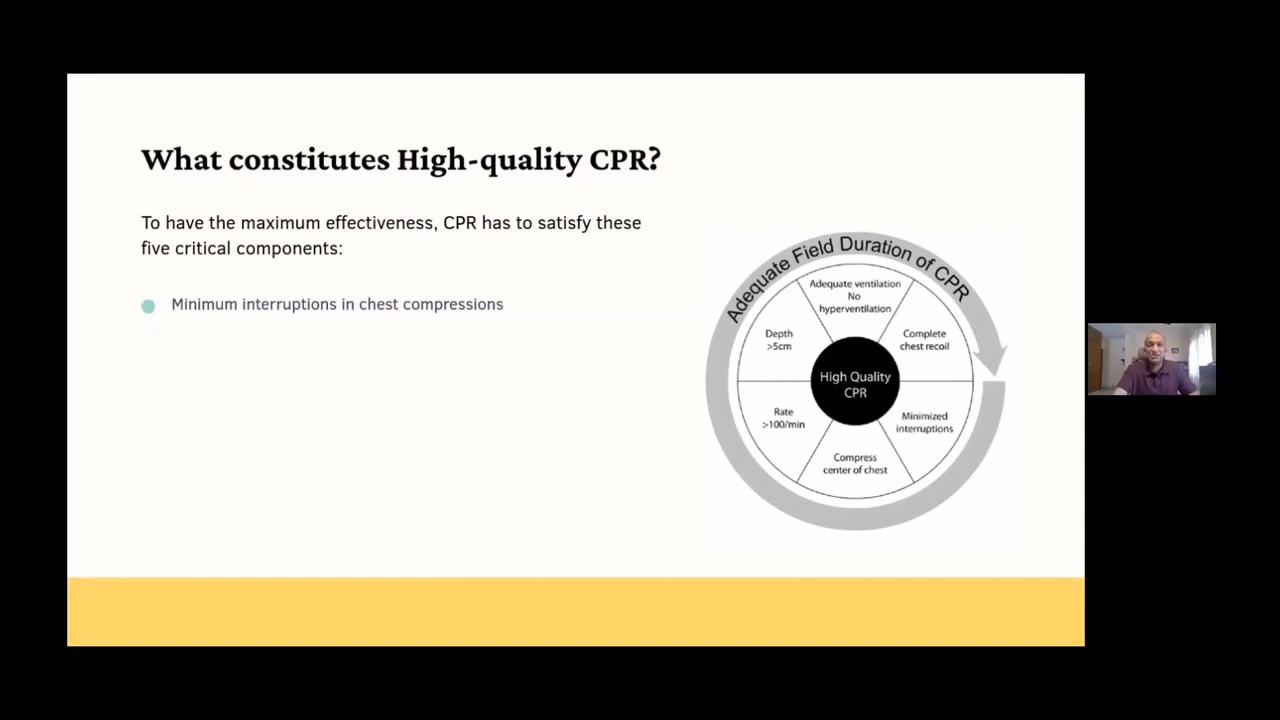 What constitutes High-quality CPR?
To have the maximum effectiveness, CPR has to satisfy these
five critical components:
Minimum interruptions in chest compressions
Adequate Field Duration of CPR
Adequate ventilation
No
hyperventilation
Depth
>5cm
Complete
chest recoil
High Quality
CPR
Rate
>100/min
Minimized
interruptions
Compress
center of chest